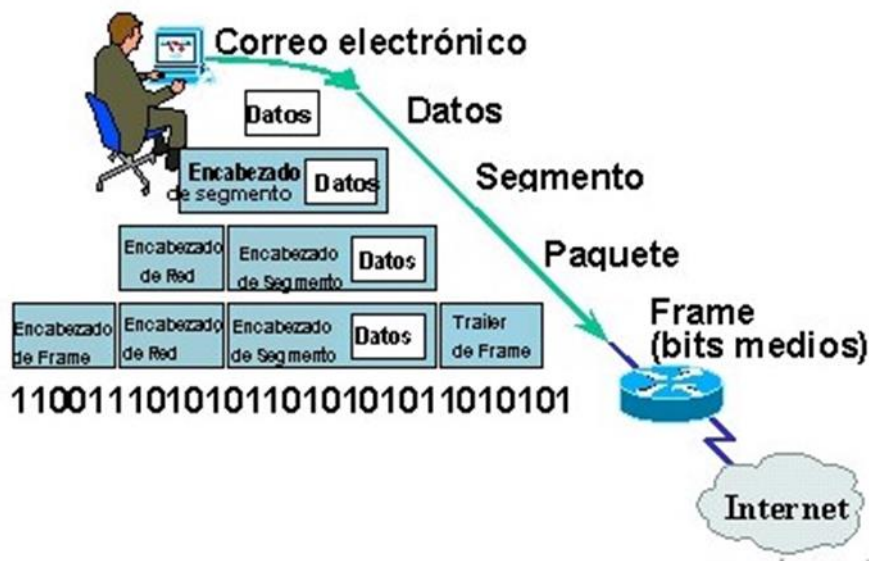 Correo electrónico
Datos
Datos
Encabezado
de segmento
Datos
Segmento
Encabezado
de Red
Encabezado
de Segmento
Datos
Paquete
Encabezado
de Frame
Encabezado
de Red
Encabezado
de Segmento
Datos
Trailer
de Frame
Frame
(bits medios)
1100111010101101010101101010101
Internet